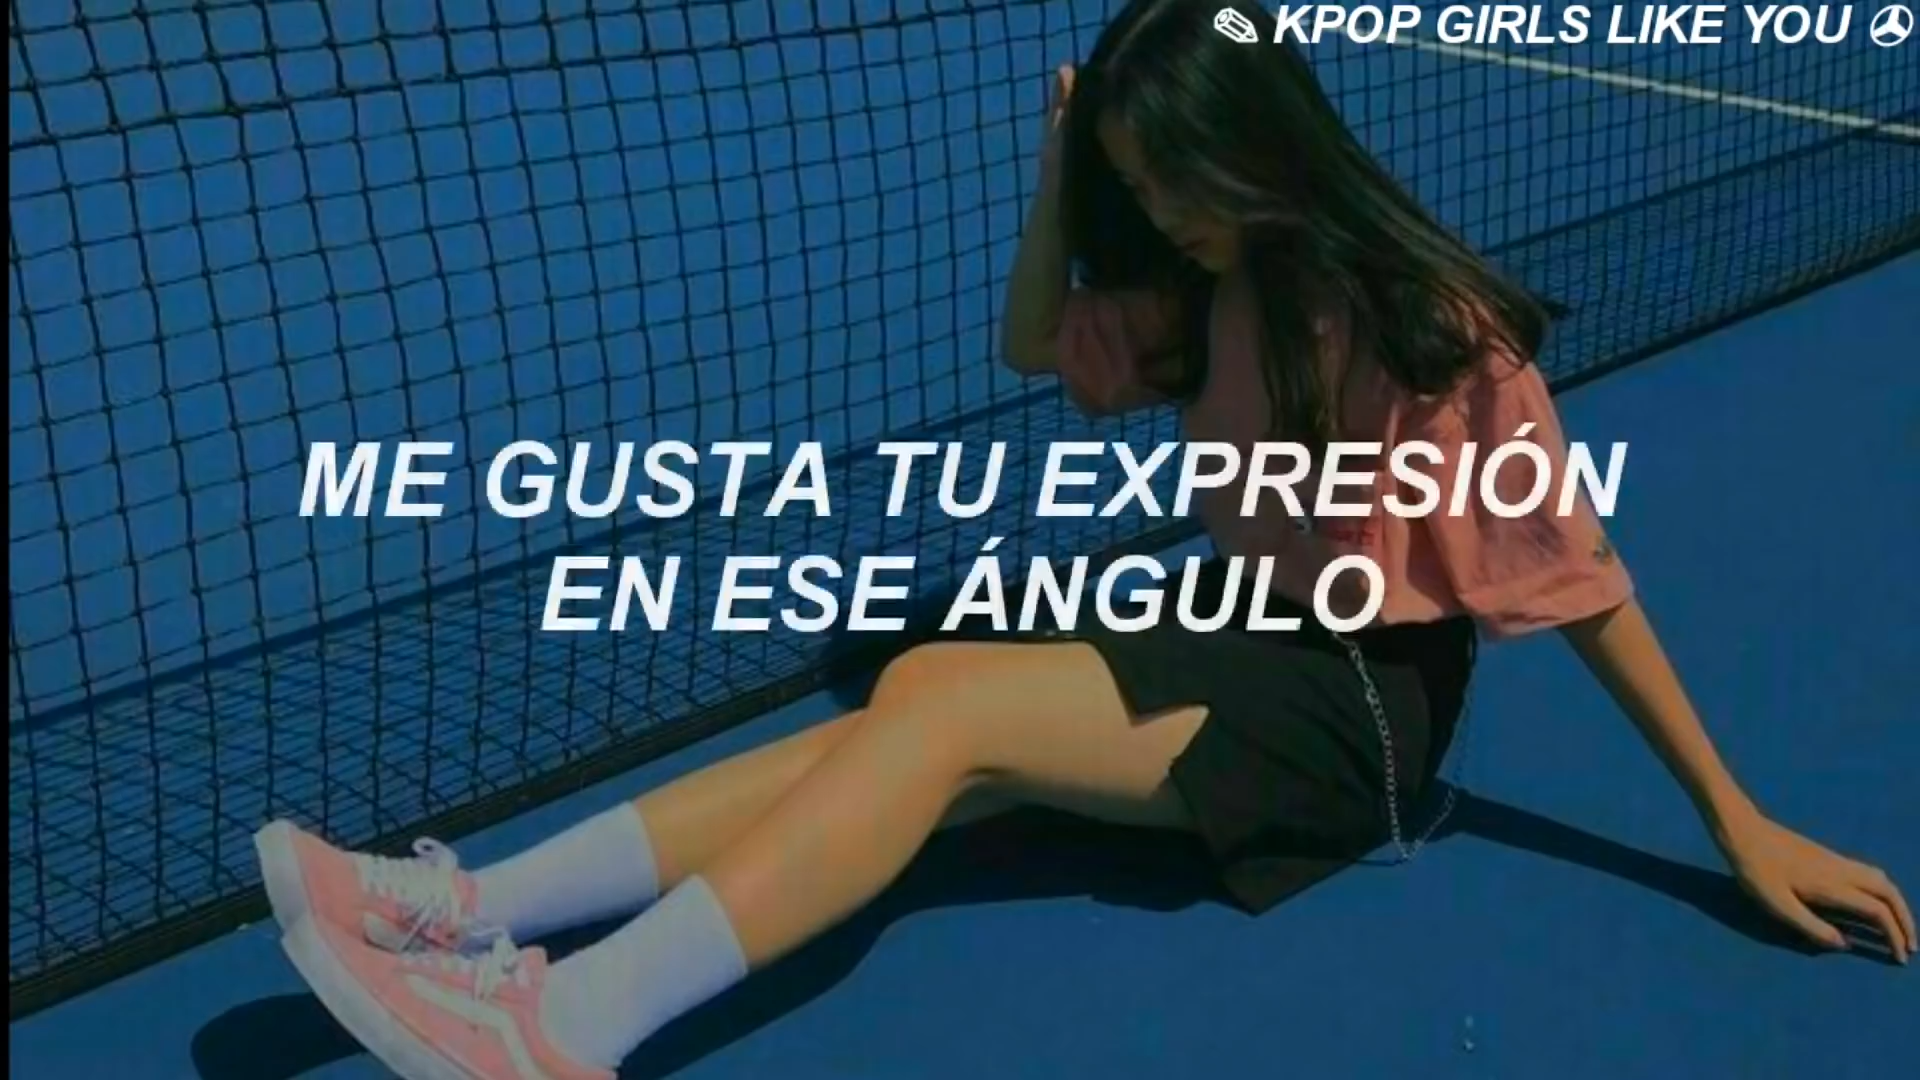 ✎ KPOP GIRLS LIKE YOU
ME GUSTA TU EXPRESIÓN
EN ESE ÁNGULO